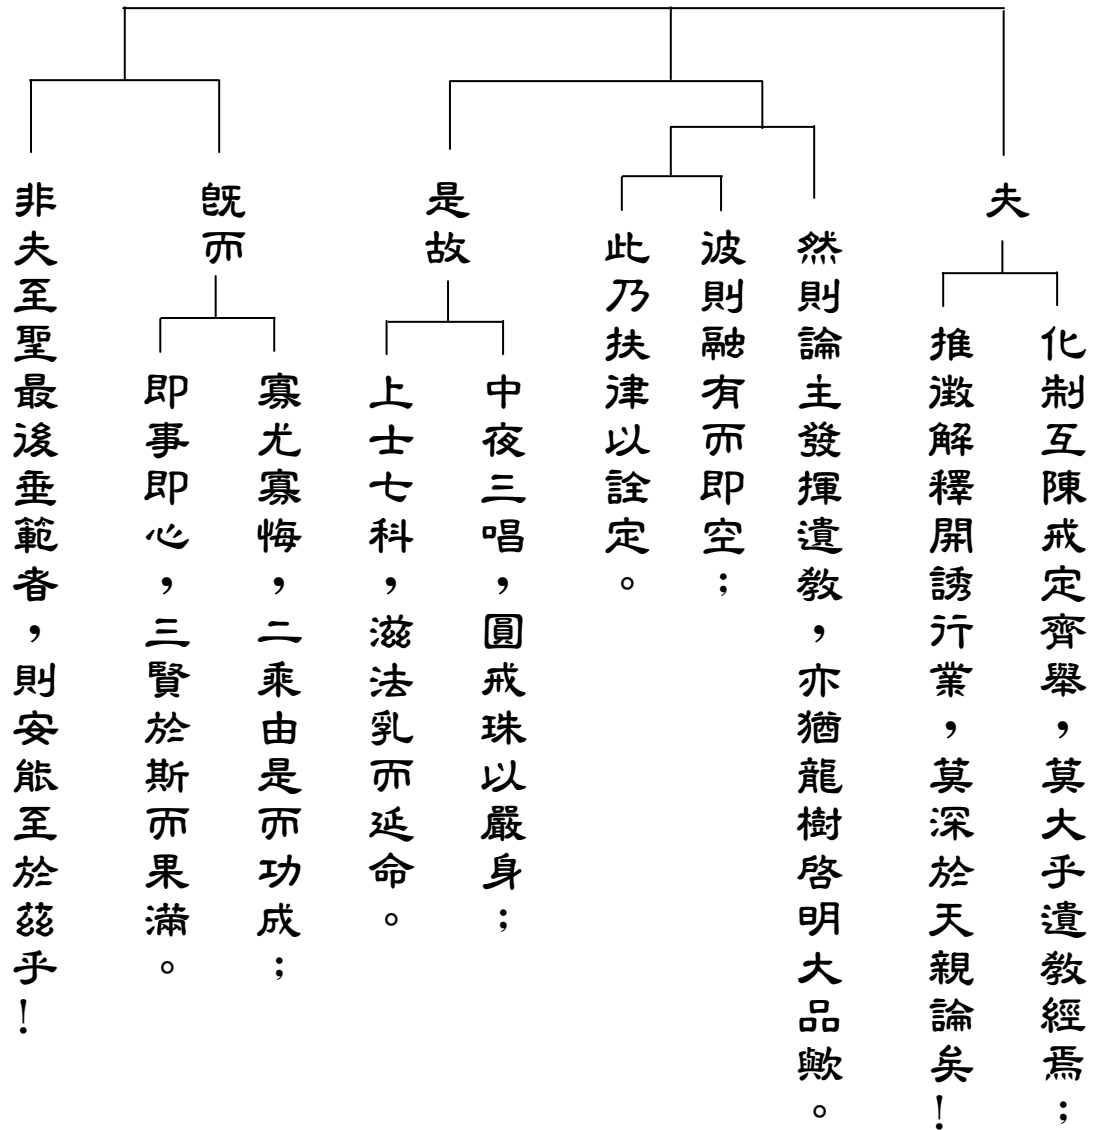 夫
化制互陳戒定齊舉，莫大乎遺教經焉；
推徵解釋開誘行業，莫深於天親論矣！
然則論主發揮遺教，亦猶龍樹啓明大品歟。
彼則融有而即空；
此乃扶律以詮定。
是故
中夜三唱，圓戒珠以嚴身；
上士七科，滋法乳而延命。
既而
寡尤寡悔，二乘由是而功成；
即事即心，三賢於斯而果滿。
非夫至聖最後垂範者，則安能至於茲乎！